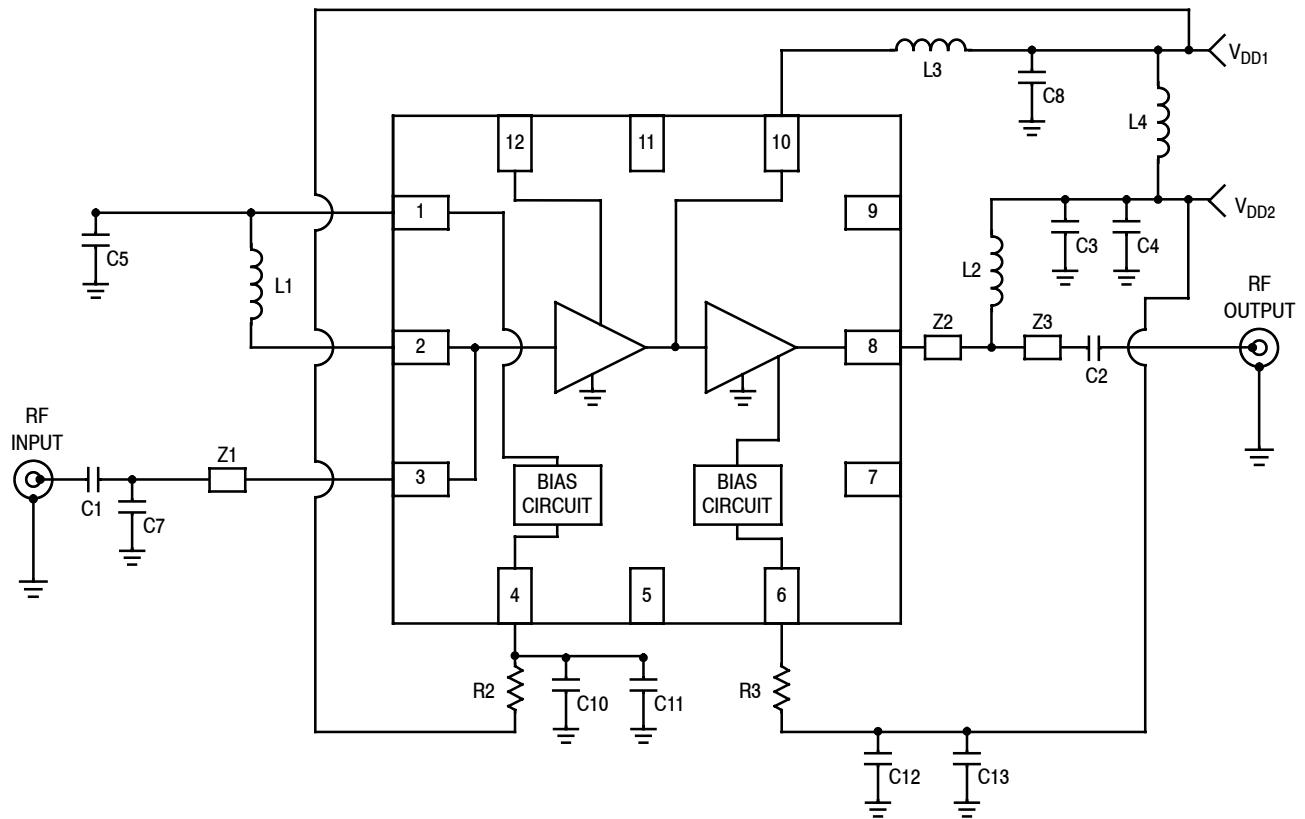 VDD1
L3
C8
L4
12
11
10
1
9
VDD2
C5
L1
C3
C4
L2
RF
OUTPUT
2
8
Z2
Z3
C2
RF
INPUT
Z1
3
7
C1
C7
BIAS
CIRCUIT
BIAS
CIRCUIT
4
5
6
R2
C10
C11
R3
C12
C13